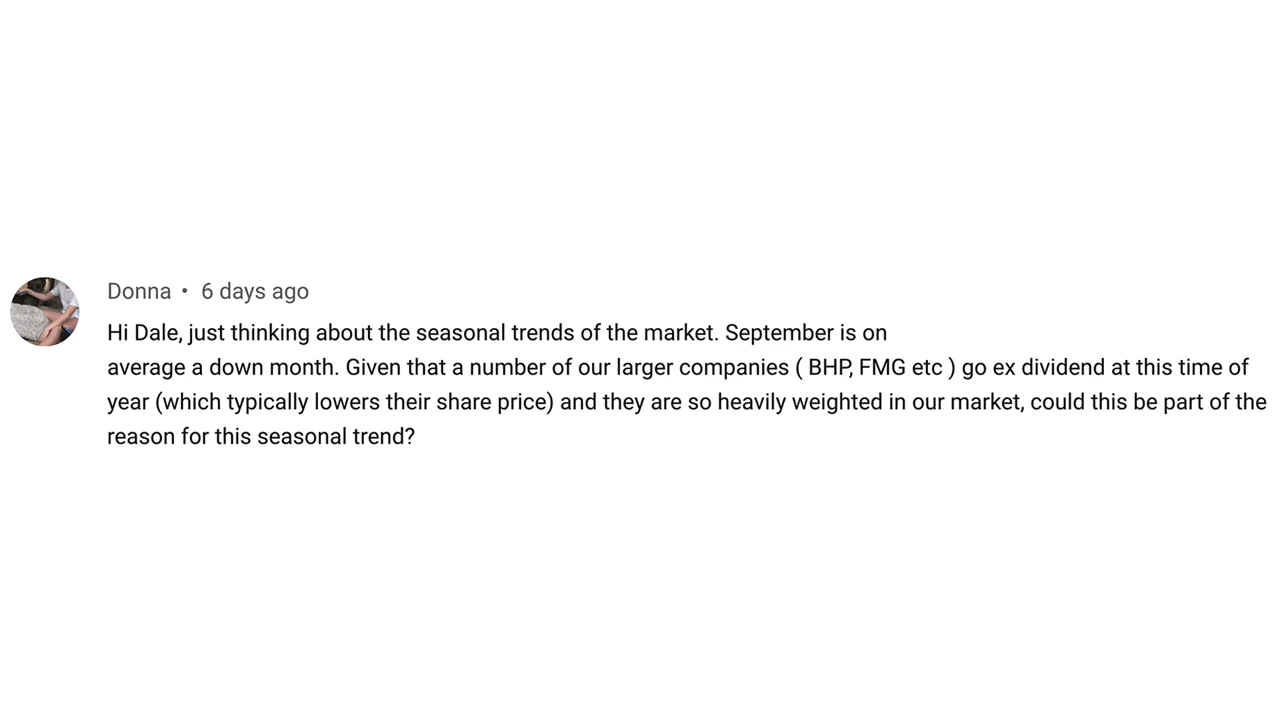 Donna • 6 days ago
Hi Dale, just thinking about the seasonal trends of the market. September is on
average a down month. Given that a number of our larger companies ( BHP, FMG etc ) go ex dividend at this time of
year (which typically lowers their share price) and they are so heavily weighted in our market, could this be part of the
reason for this seasonal trend?